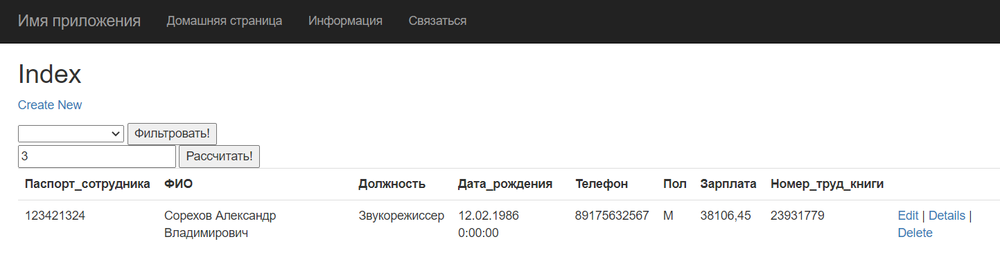 Имя приложения Домашняя страница Информация Связаться
Index
Create New
Фильтровать!
3 Рассчитать!
Паспорт_сотрудника ФИО Должность Дата_рождения Телефон Пол Зарплата Номер_труд_книги
123421324 Сорехов Александр Владимирович Звукорежиссер 12.02.1986 0:00:00 89175632567 М 38106,45 23931779 Edit | Details | Delete